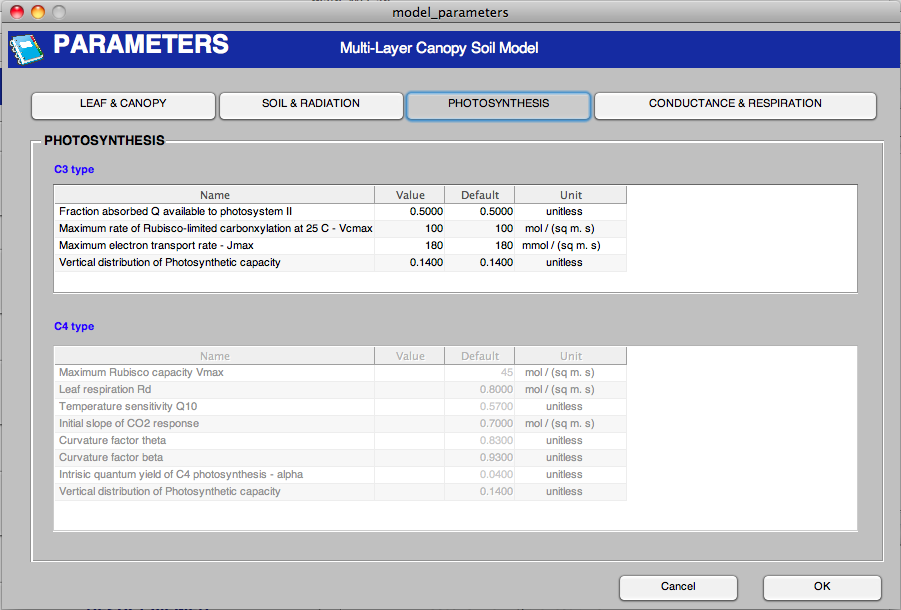 model_parameters
PARAMETERS
Multi-Layer Canopy Soil Model
LEAF & CANOPY SOIL & RADIATION PHOTOSYNTHESIS CONDUCTANCE & RESPIRATION
PHOTOSYNTHESIS
C3 type
Name Value Default Unit
Fraction absorbed Q available to photosystem II 0.5000 0.5000 unitless
Maximum rate of Rubisco-limited carbonxylation at 25 C - Vcmax 100 100 mol / (sq m. s)
Maximum electron transport rate - Jmax 180 180 mmol / (sq m. s)
Vertical distribution of Photosynthetic capacity 0.1400 0.1400 unitless
C4 type
Name Value Default Unit
Maximum Rubisco capacity Vmax 45 mol / (sq m. s)
Leaf respiration Rd 0.8000 mol / (sq m. s)
Temperature sensitivity Q10 0.5700 unitless
Initial slope of CO2 response 0.7000 mol / (sq m. s)
Curvature factor theta 0.8300 unitless
Curvature factor beta 0.9300 unitless
Intrisic quantum yield of C4 photosynthesis - alpha 0.0400 unitless
Vertical distribution of Photosynthetic capacity 0.1400 unitless
Cancel OK